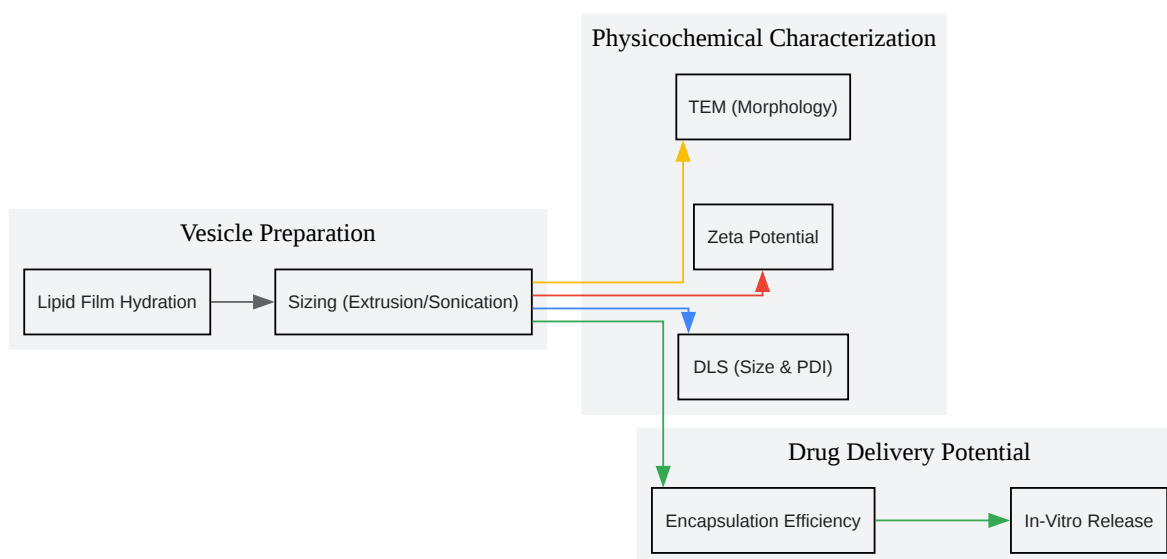 Physicochemical Characterization
TEM (Morphology)
Zeta Potential
DLS (Size & PDI)
Vesicle Preparation
Lipid Film Hydration
Sizing (Extrusion/Sonication)
Drug Delivery Potential
Encapsulation Efficiency
In-Vitro Release